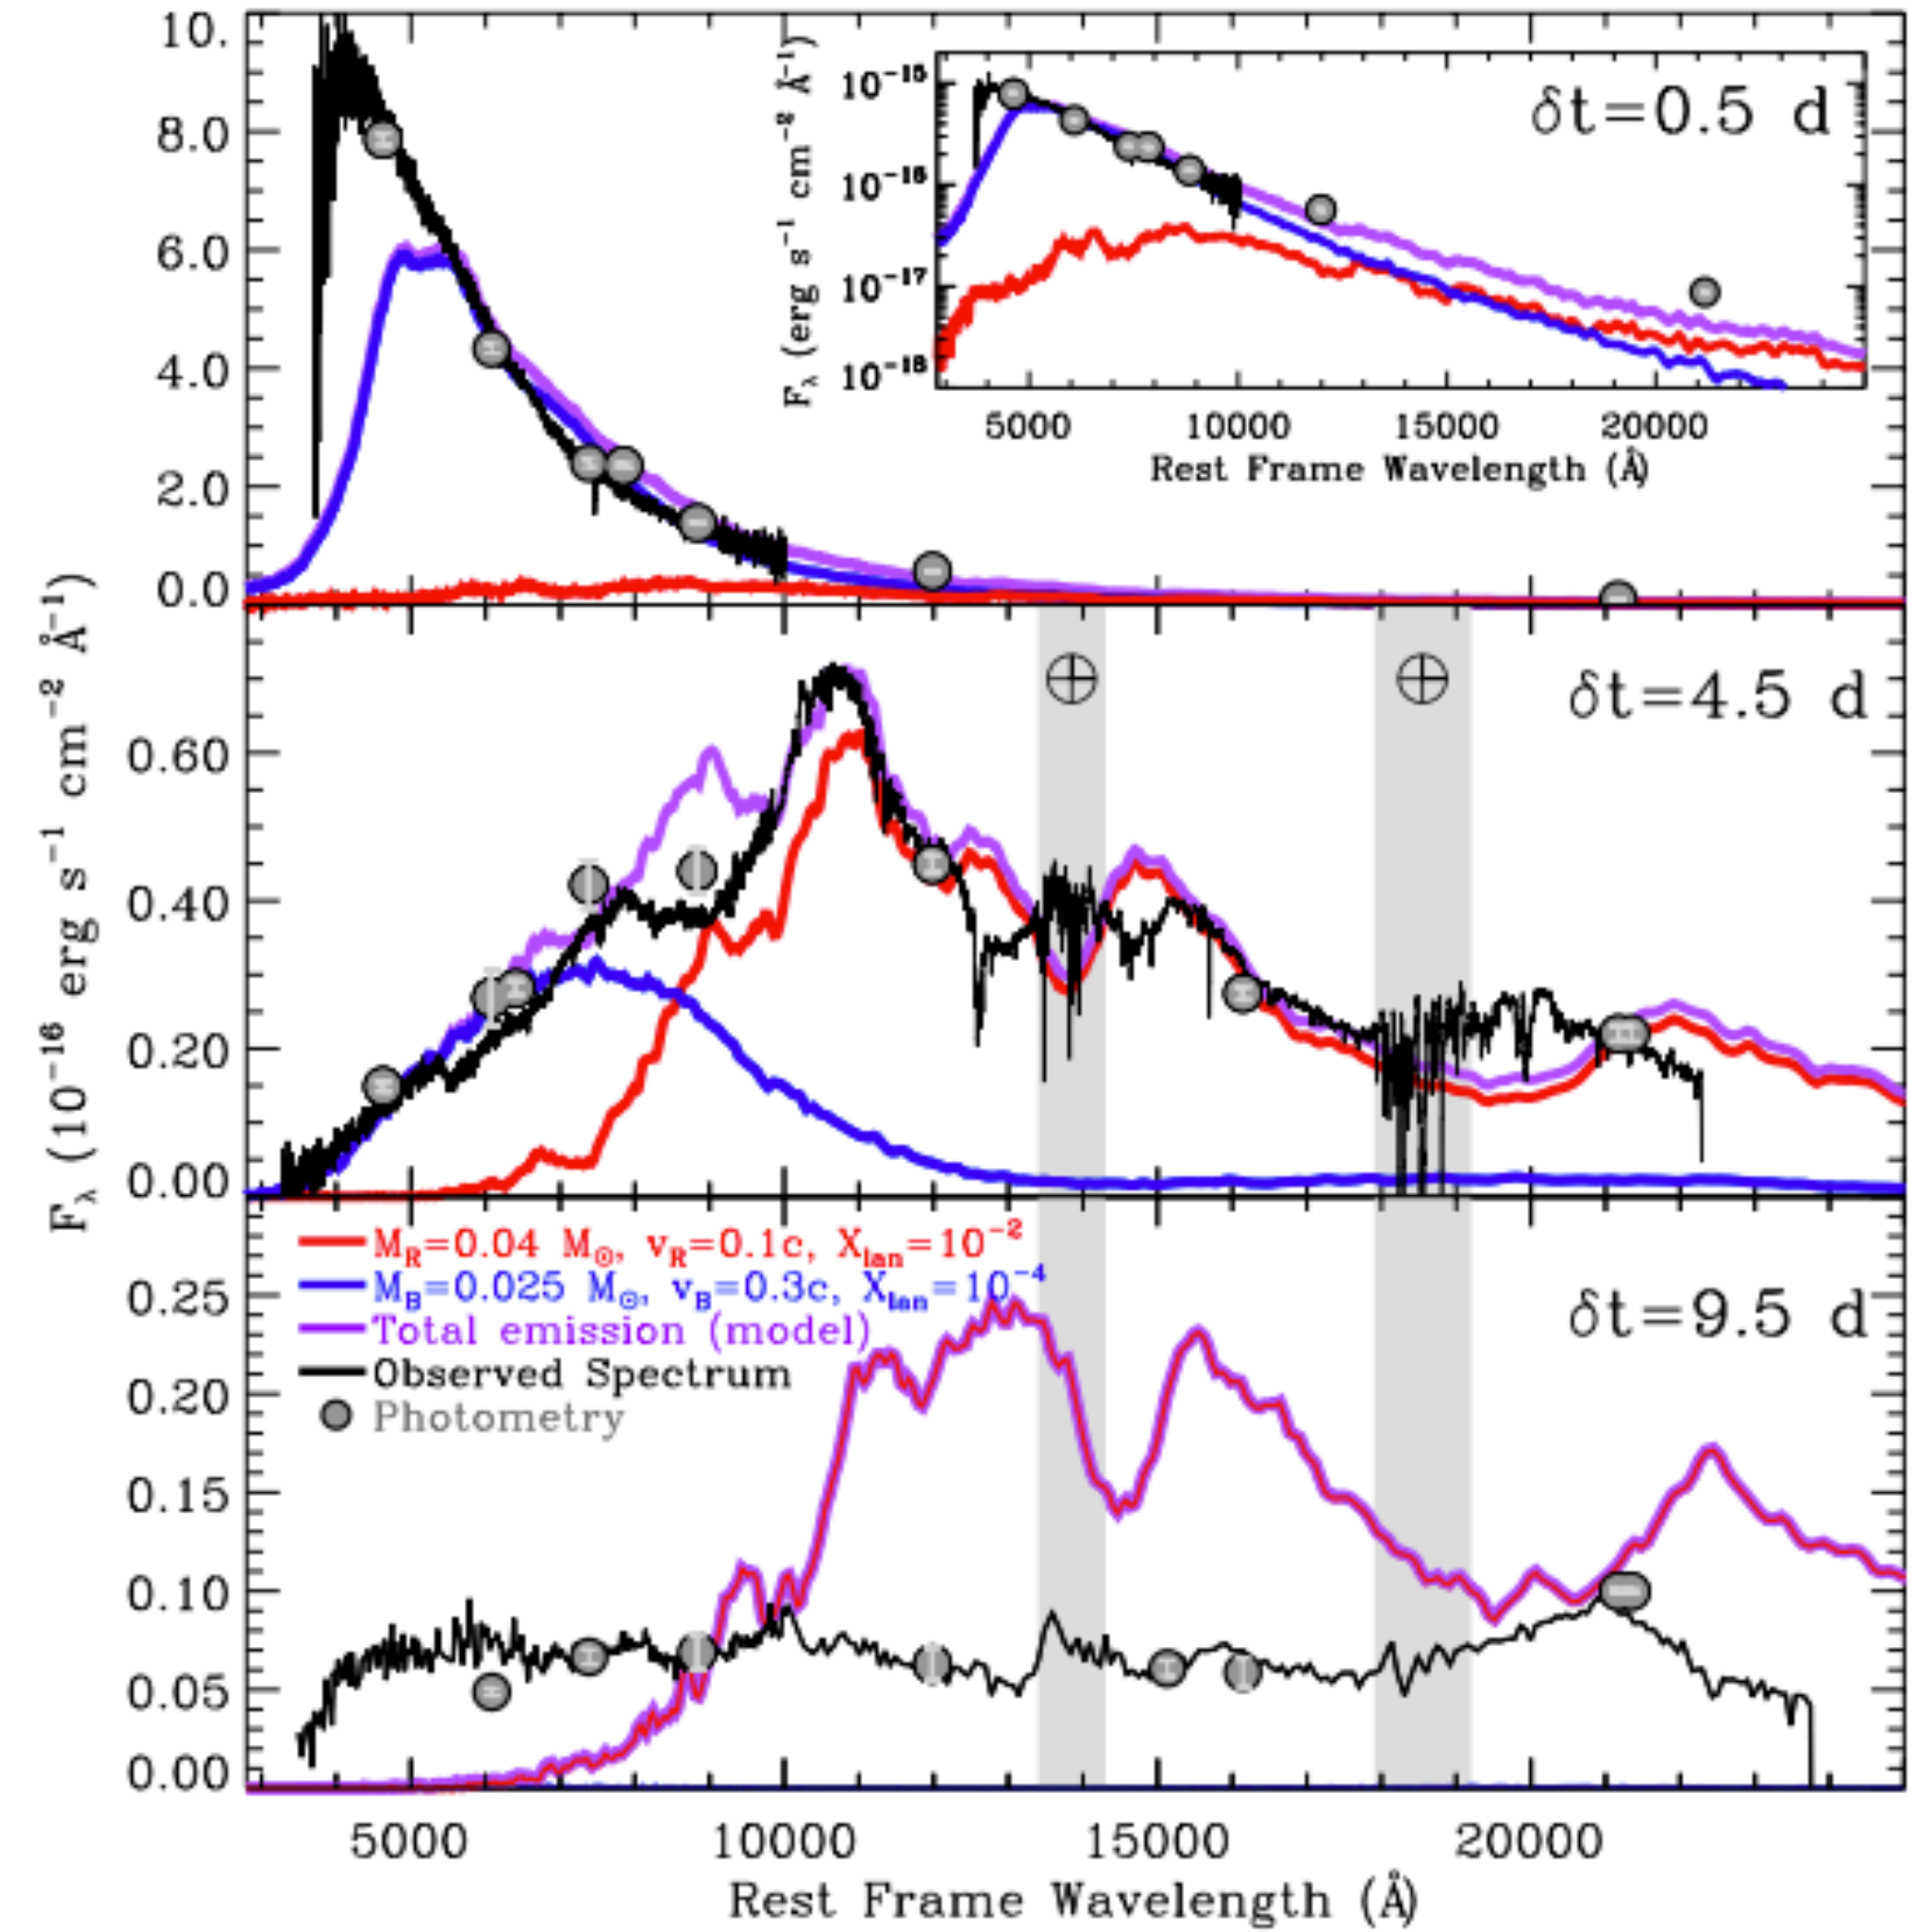 10.
8.0
6.0
4.0
2.0
0.0
10⁻¹⁵
10⁻¹⁶
10⁻¹⁷
10⁻¹⁸
F_λ (erg s⁻¹ cm⁻² Å⁻¹)
δt=0.5 d
5000 10000 15000 20000
Rest Frame Wavelength (Å)
F_λ (10⁻¹⁶ erg s⁻¹ cm⁻² Å⁻¹)
δt=4.5 d
0.60
0.40
0.20
0.00
M_R=0.04 M_⊙, v_R=0.1c, X_lan=10⁻²
M_B=0.025 M_⊙, v_B=0.3c, X_lan=10⁻⁴
Total emission (model)
Observed Spectrum
Photometry
δt=9.5 d
0.25
0.20
0.15
0.10
0.05
0.00
5000 10000 15000 20000
Rest Frame Wavelength (Å)